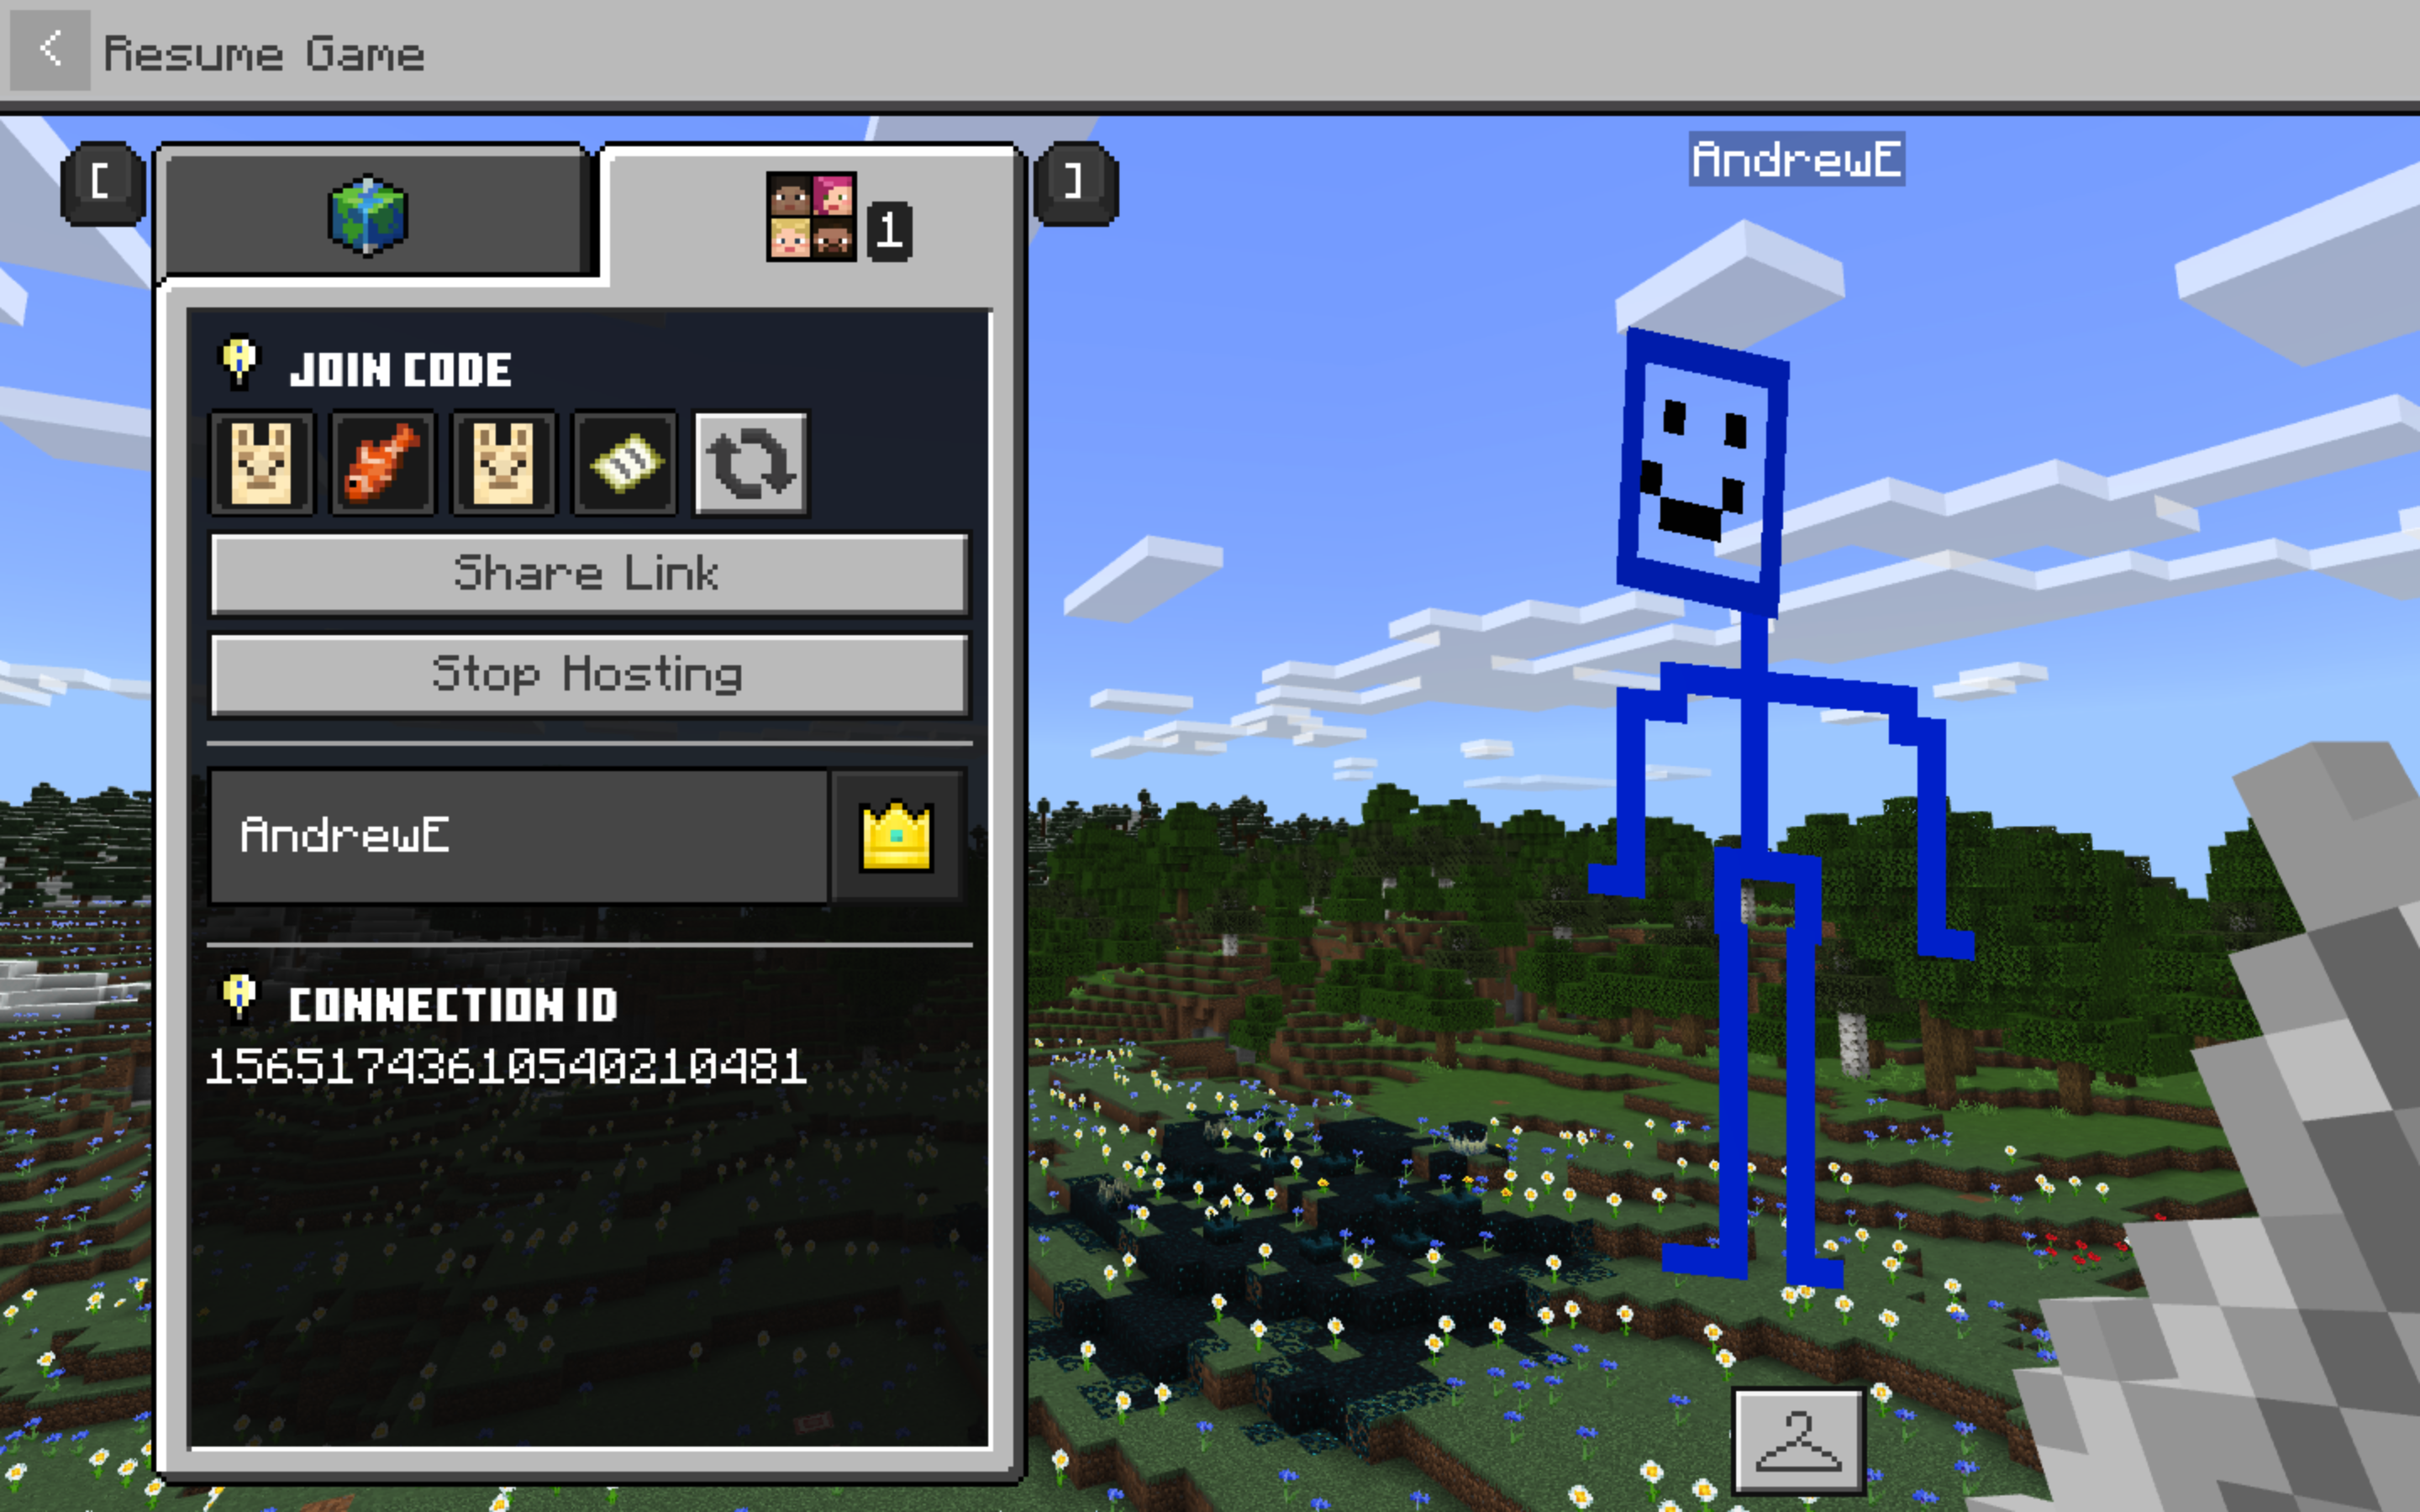 Resume Game
[
1
]
AndrewE
JOIN CODE
Share Link
Stop Hosting
AndrewE
CONNECTION ID
15651743610540210481